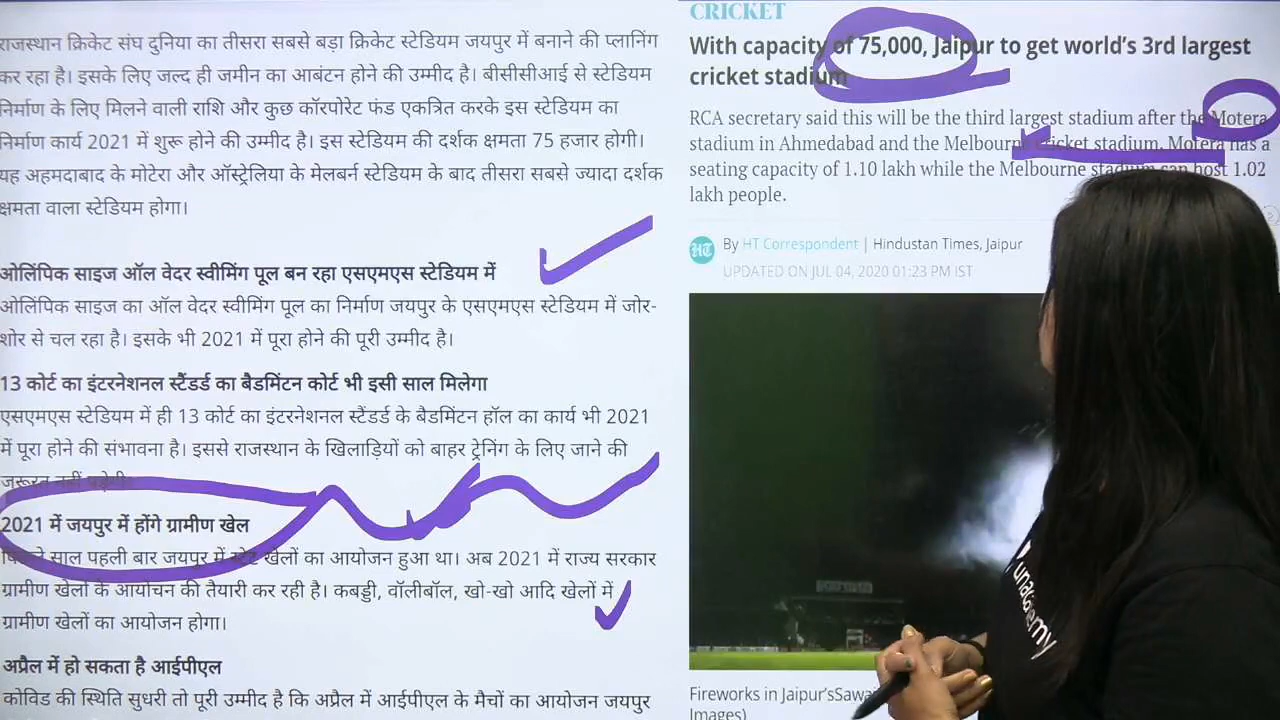 राजस्थान क्रिकेट संघ दुनिया का तीसरा सबसे बड़ा क्रिकेट स्टेडियम जयपुर में बनाने की प्लानिंग
कर रहा है। इसके लिए जल्द ही जमीन का आबंटन होने की उम्मीद है। बीसीसीआई से स्टेडियम
निर्माण के लिए मिलने वाली राशि और कुछ कॉरपोरेट फंड एकत्रित करके इस स्टेडियम का
निर्माण कार्य 2021 में शुरू होने की उम्मीद है। इस स्टेडियम की दर्शक क्षमता 75 हजार होगी।
यह अहमदाबाद के मोटेरा और ऑस्ट्रेलिया के मेलबर्न स्टेडियम के बाद तीसरा सबसे ज्यादा दर्शक
क्षमता वाला स्टेडियम होगा।
ओलिंपिक साइज ऑल वेदर स्वीमिंग पूल बन रहा एसएमएस स्टेडियम में
ओलिंपिक साइज का ऑल वेदर स्वीमिंग पूल का निर्माण जयपुर के एसएमएस स्टेडियम में जोर-
शोर से चल रहा है। इसके भी 2021 में पूरा होने की पूरी उम्मीद है।
13 कोर्ट का इंटरनेशनल स्टैंडर्ड का बैडमिंटन कोर्ट भी इसी साल मिलेगा
एसएमएस स्टेडियम में ही 13 कोर्ट का इंटरनेशनल स्टैंडर्ड के बैडमिंटन हॉल का कार्य भी 2021
में पूरा होने की संभावना है। इससे राजस्थान के खिलाड़ियों को बाहर ट्रेनिंग के लिए जाने की
जरूरत नहीं पड़ेगी।
2021 में जयपुर में होंगे ग्रामीण खेल
साल पहली बार जयपुर में स्टेट खेलों का आयोजन हुआ था। अब 2021 में राज्य सरकार
ग्रामीण खेलों के आयोजन की तैयारी कर रही है। कबड्डी, वॉलीबॉल, खो-खो आदि खेलों में
ग्रामीण खेलों का आयोजन होगा।
अप्रैल में हो सकता है आईपीएल
कोविड की स्थिति सुधरी तो पूरी उम्मीद है कि अप्रैल में आईपीएल के मैचों का आयोजन जयपुर
CRICKET
With capacity of 75,000, Jaipur to get world's 3rd largest
cricket stadium
RCA secretary said this will be the third largest stadium after the Motera
stadium in Ahmedabad and the Melbourne cricket stadium. Motera has a
seating capacity of 1.10 lakh while the Melbourne stadium can host 1.02
lakh people.
HT
By HT Correspondent | Hindustan Times, Jaipur
UPDATED ON JUL 04, 2020 01:23 PM IST
Fireworks in Jaipur's
Images)
unacademy